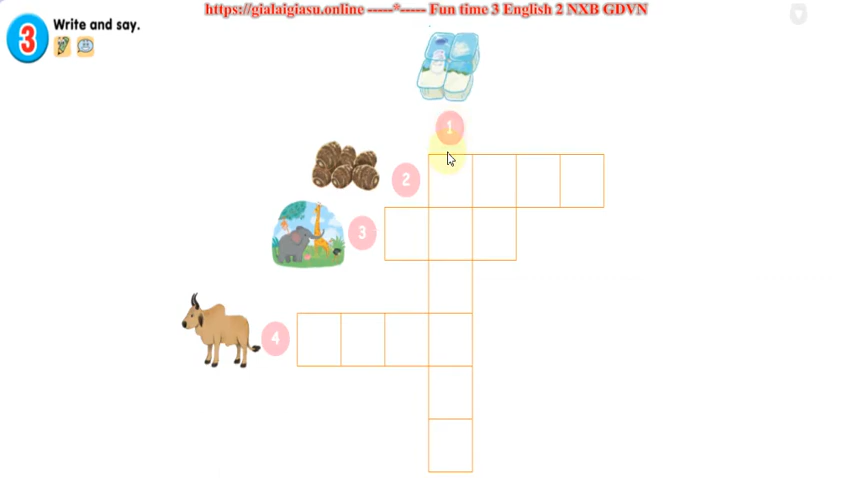 https://gialaigiasu.online -----*----- Fun time 3 English 2 NXB GDVN
3 Write and say.
1
2
3
4